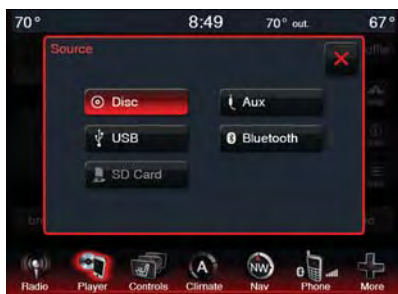 70° 8:49 70° out. 67°
Source
Disc Aux
USB Bluetooth
SD Card
A NW
Radio Player Controls Climate Nav Phone More